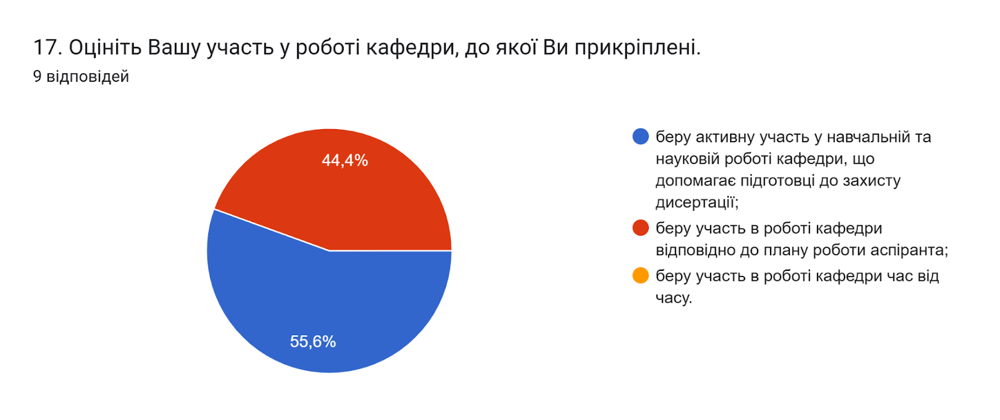 17. Оцініть Вашу участь у роботі кафедри, до якої Ви прикріплені.
9 відповідей
44,4%
55,6%
беру активну участь у навчальній та
науковій роботі кафедри, що
допомагає підготовці до захисту
дисертації;
беру участь в роботі кафедри
відповідно до плану роботи аспіранта;
беру участь в роботі кафедри час від
часу.